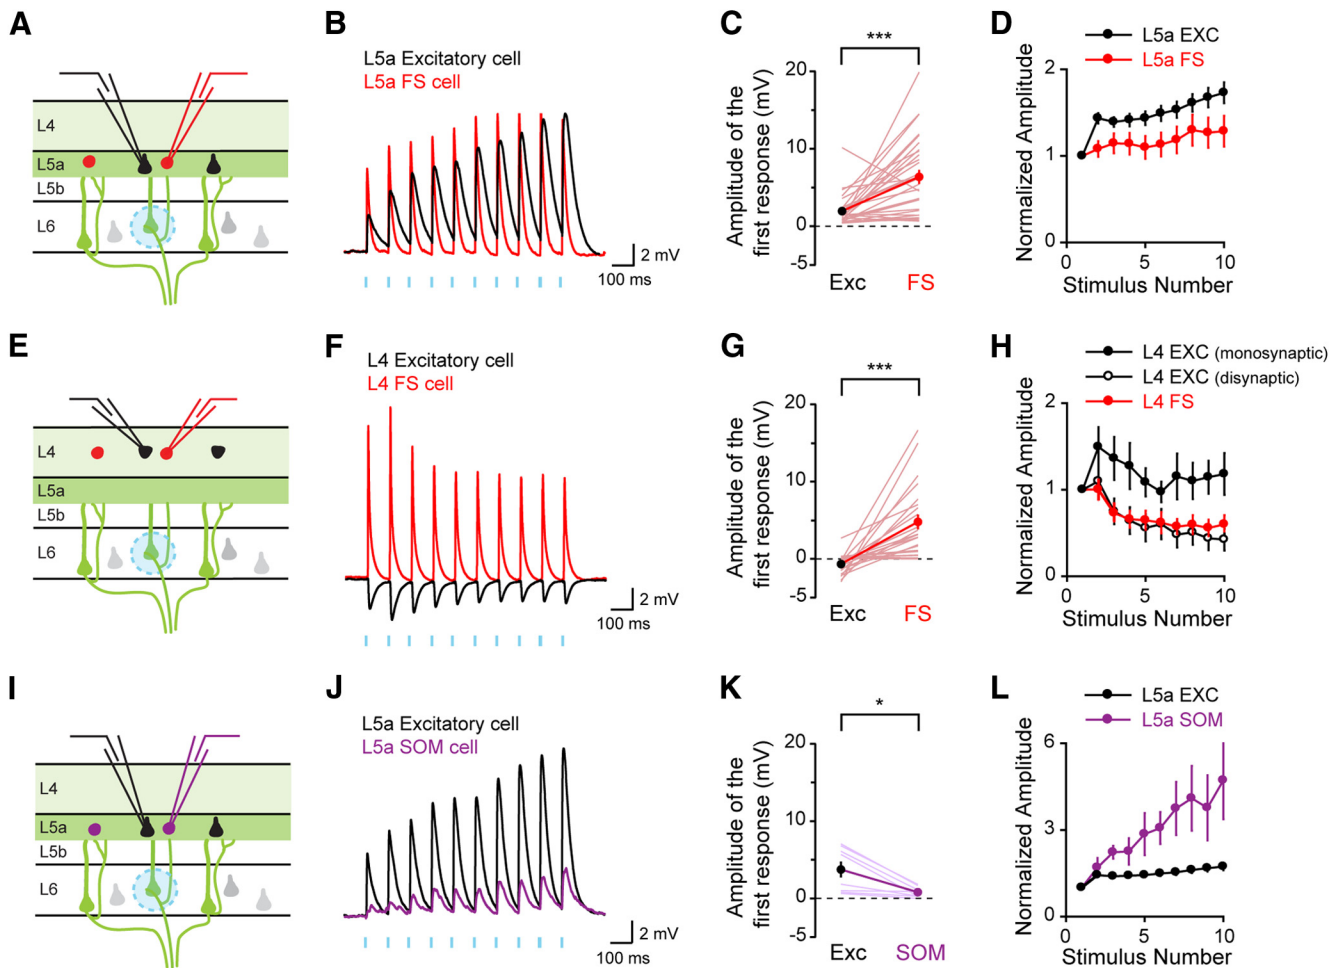 A
L4
L5a
L5b
L6
B
L5a Excitatory cell
L5a FS cell
2 mV
100 ms
C
***
Amplitude of the
first response (mV)
20
10
0
-5
Exc
FS
D
L5a EXC
L5a FS
Normalized Amplitude
2
1
0
0
5
10
Stimulus Number
E
L4
L5a
L5b
L6
F
L4 Excitatory cell
L4 FS cell
2 mV
100 ms
G
***
Amplitude of the
first response (mV)
20
10
0
-5
Exc
FS
H
L4 EXC (monosynaptic)
L4 EXC (disynaptic)
L4 FS
Normalized Amplitude
2
1
0
0
5
10
Stimulus Number
I
L4
L5a
L5b
L6
J
L5a Excitatory cell
L5a SOM cell
2 mV
100 ms
K
*
Amplitude of the
first response (mV)
20
10
0
-5
Exc
SOM
L
L5a EXC
L5a SOM
Normalized Amplitude
6
3
0
0
5
10
Stimulus Number